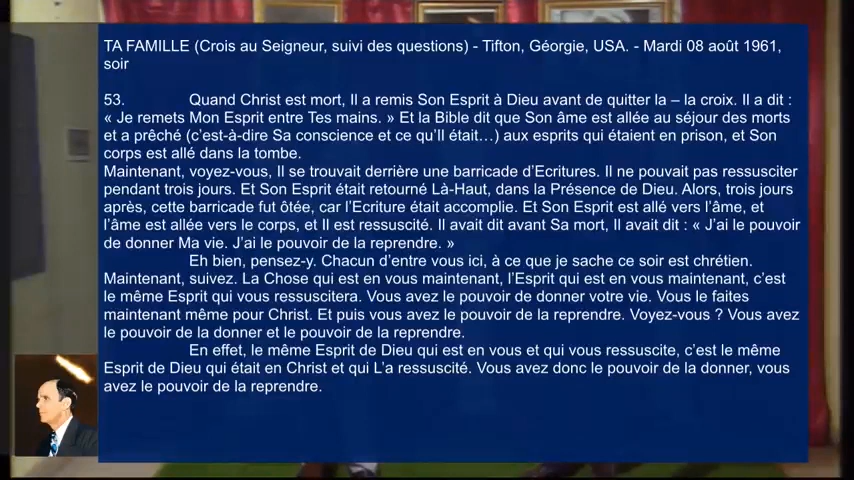 TA FAMILLE (Crois au Seigneur, suivi des questions) - Tifton, Géorgie, USA. - Mardi 08 août 1961,
soir
53. Quand Christ est mort, Il a remis Son Esprit à Dieu avant de quitter la – la croix. Il a dit :
« Je remets Mon Esprit entre Tes mains. » Et la Bible dit que Son âme est allée au séjour des morts
et a prêché (c’est-à-dire Sa conscience et ce qu’Il était…) aux esprits qui étaient en prison, et Son
corps est allé dans la tombe.
Maintenant, voyez-vous, Il se trouvait derrière une barricade d’Ecritures. Il ne pouvait pas ressusciter
pendant trois jours. Et Son Esprit était retourné Là-Haut, dans la Présence de Dieu. Alors, trois jours
après, cette barricade fut ôtée, car l’Ecriture était accomplie. Et Son Esprit est allé vers l’âme, et
l’âme est allée vers le corps, et Il est ressuscité. Il avait dit avant Sa mort, Il avait dit : « J’ai le pouvoir
de donner Ma vie. J’ai le pouvoir de la reprendre. »
Eh bien, pensez-y. Chacun d’entre vous ici, à ce que je sache ce soir est chrétien.
Maintenant, suivez. La Chose qui est en vous maintenant, l’Esprit qui est en vous maintenant, c’est
le même Esprit qui vous ressuscitera. Vous avez le pouvoir de donner votre vie. Vous le faites
maintenant même pour Christ. Et puis vous avez le pouvoir de la reprendre. Voyez-vous ? Vous avez
le pouvoir de la donner et le pouvoir de la reprendre.
En effet, le même Esprit de Dieu qui est en vous et qui vous ressuscite, c’est le même
Esprit de Dieu qui était en Christ et qui L’a ressuscité. Vous avez donc le pouvoir de la donner, vous
avez le pouvoir de la reprendre.